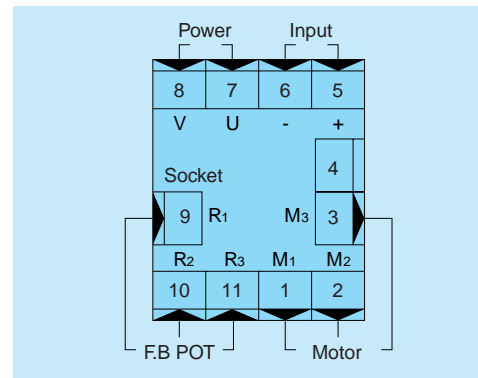 Power Input
8 7 6 5
V U - +
4
Socket
9 R1 M3 3
R2 R3 M1 M2
10 11 1 2
F.B POT Motor